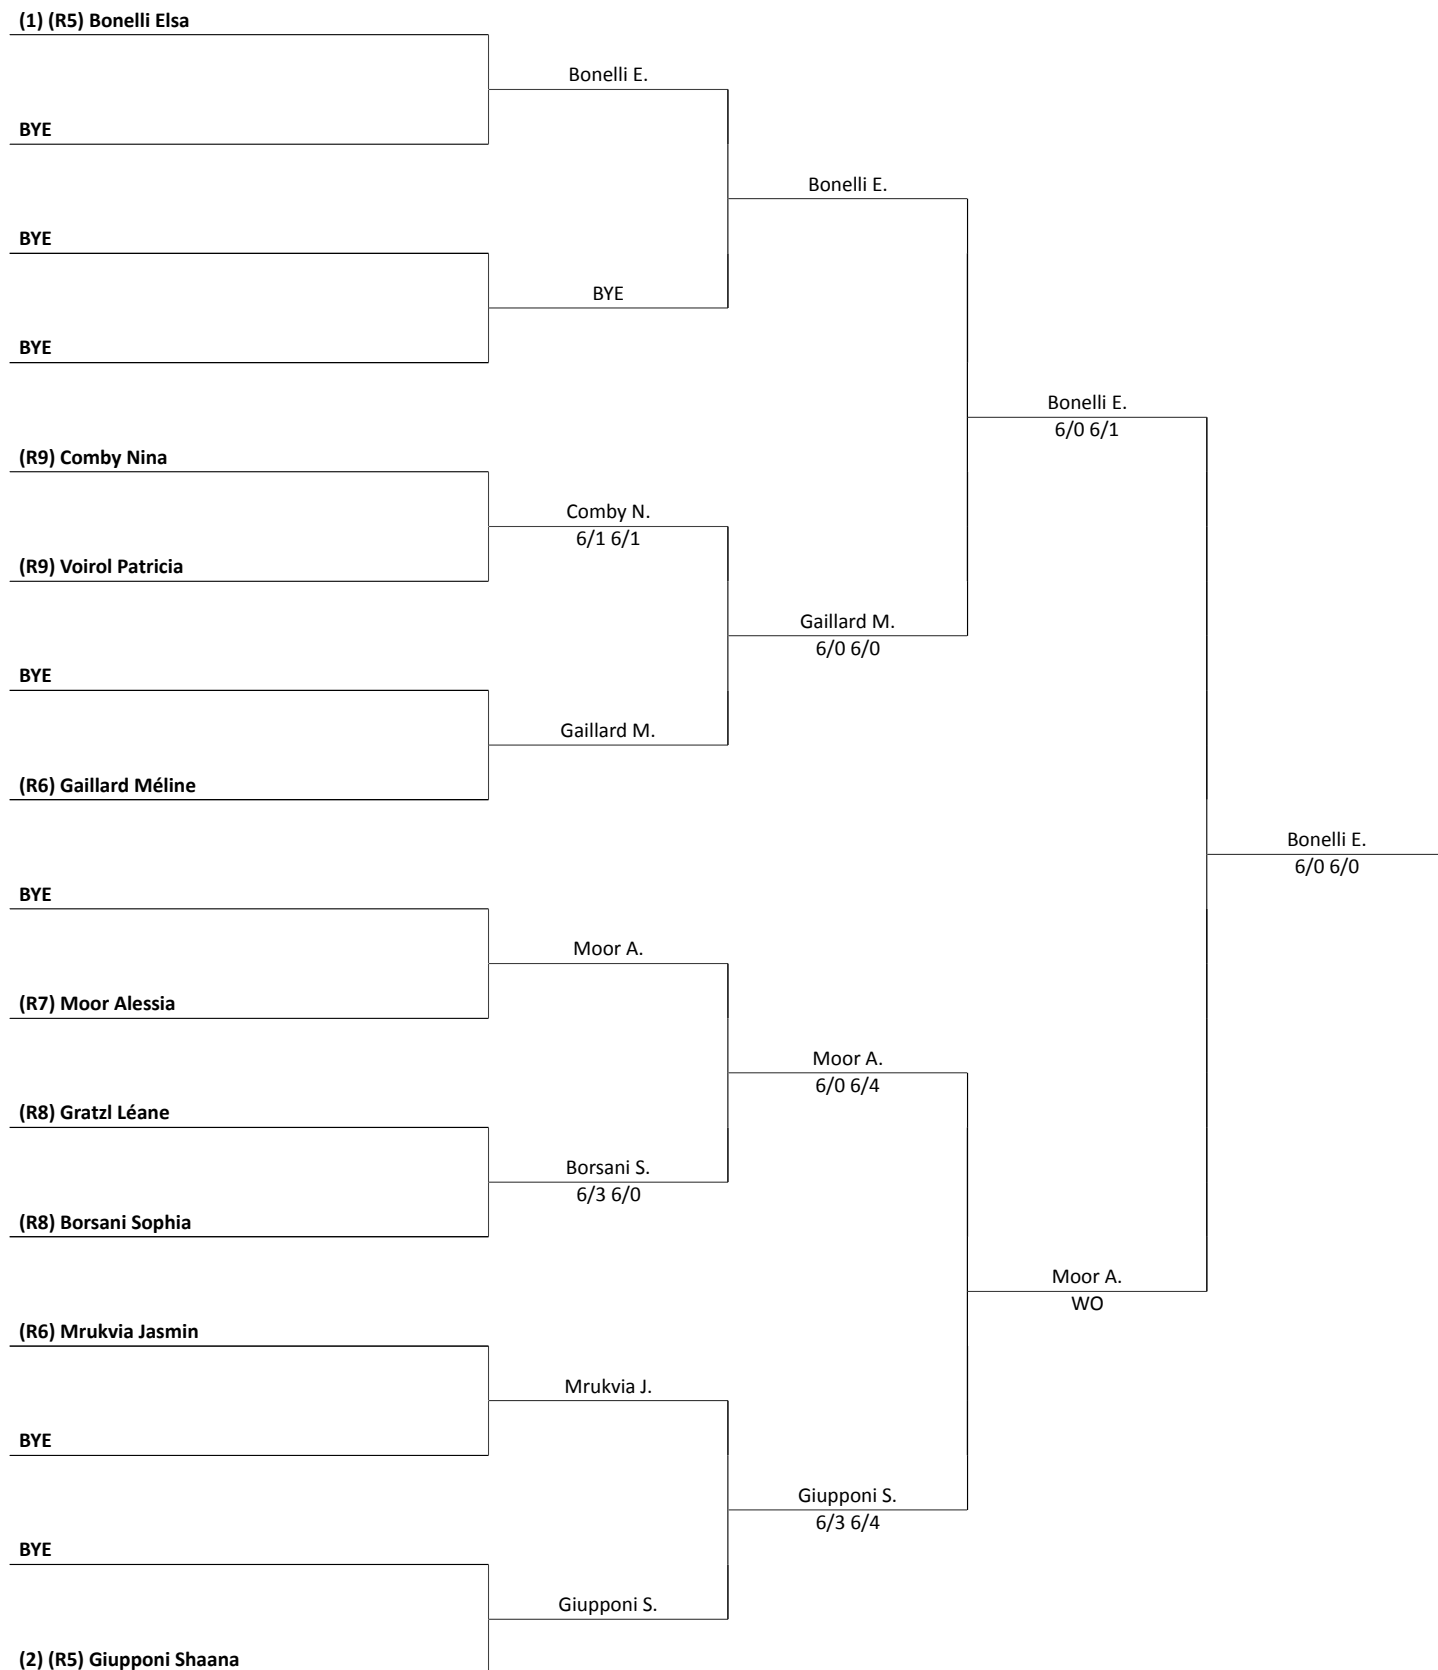 (1) (R5) Bonelli Elsa
Bonelli E.
BYE
Bonelli E.
BYE
BYE
BYE
Bonelli E.
6/0 6/1
(R9) Comby Nina
Comby N.
6/1 6/1
(R9) Voirol Patricia
Gaillard M.
6/0 6/0
BYE
Gaillard M.
(R6) Gaillard Méline
Bonelli E.
6/0 6/0
BYE
Moor A.
(R7) Moor Alessia
Moor A.
6/0 6/4
(R8) Gratzl Léane
Borsani S.
6/3 6/0
(R8) Borsani Sophia
Moor A.
WO
(R6) Mrukvia Jasmin
Mrukvia J.
BYE
Giupponi S.
6/3 6/4
BYE
Giupponi S.
(2) (R5) Giupponi Shaana